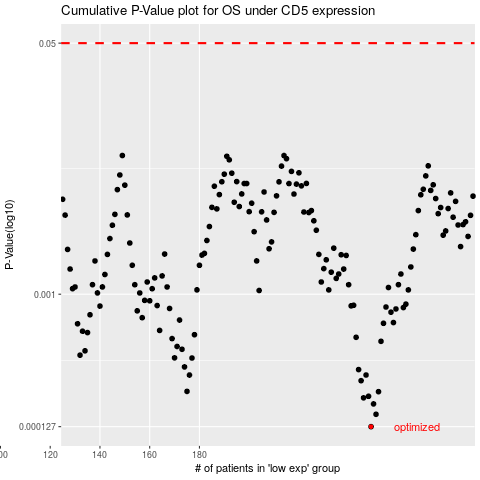 Cumulative P-Value plot for OS under CD5 expression
0.05
P-Value(log10)
0.001
optimized
0.000127
00 120 140 160 180
# of patients in 'low exp' group